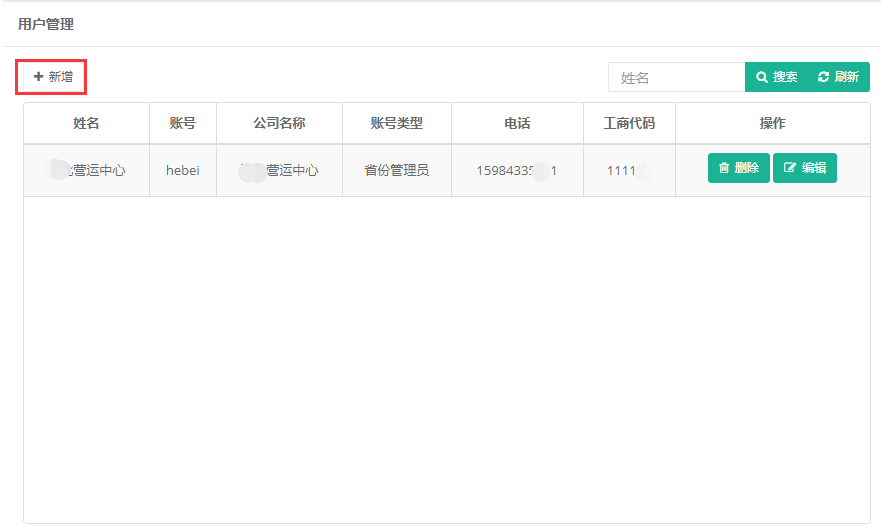 用户管理
新增
姓名 搜索 刷新
姓名 账号 公司名称 账号类型 电话 工商代码 操作
营运中心 hebei 营运中心 省份管理员 15984335 1 1111 删除 编辑